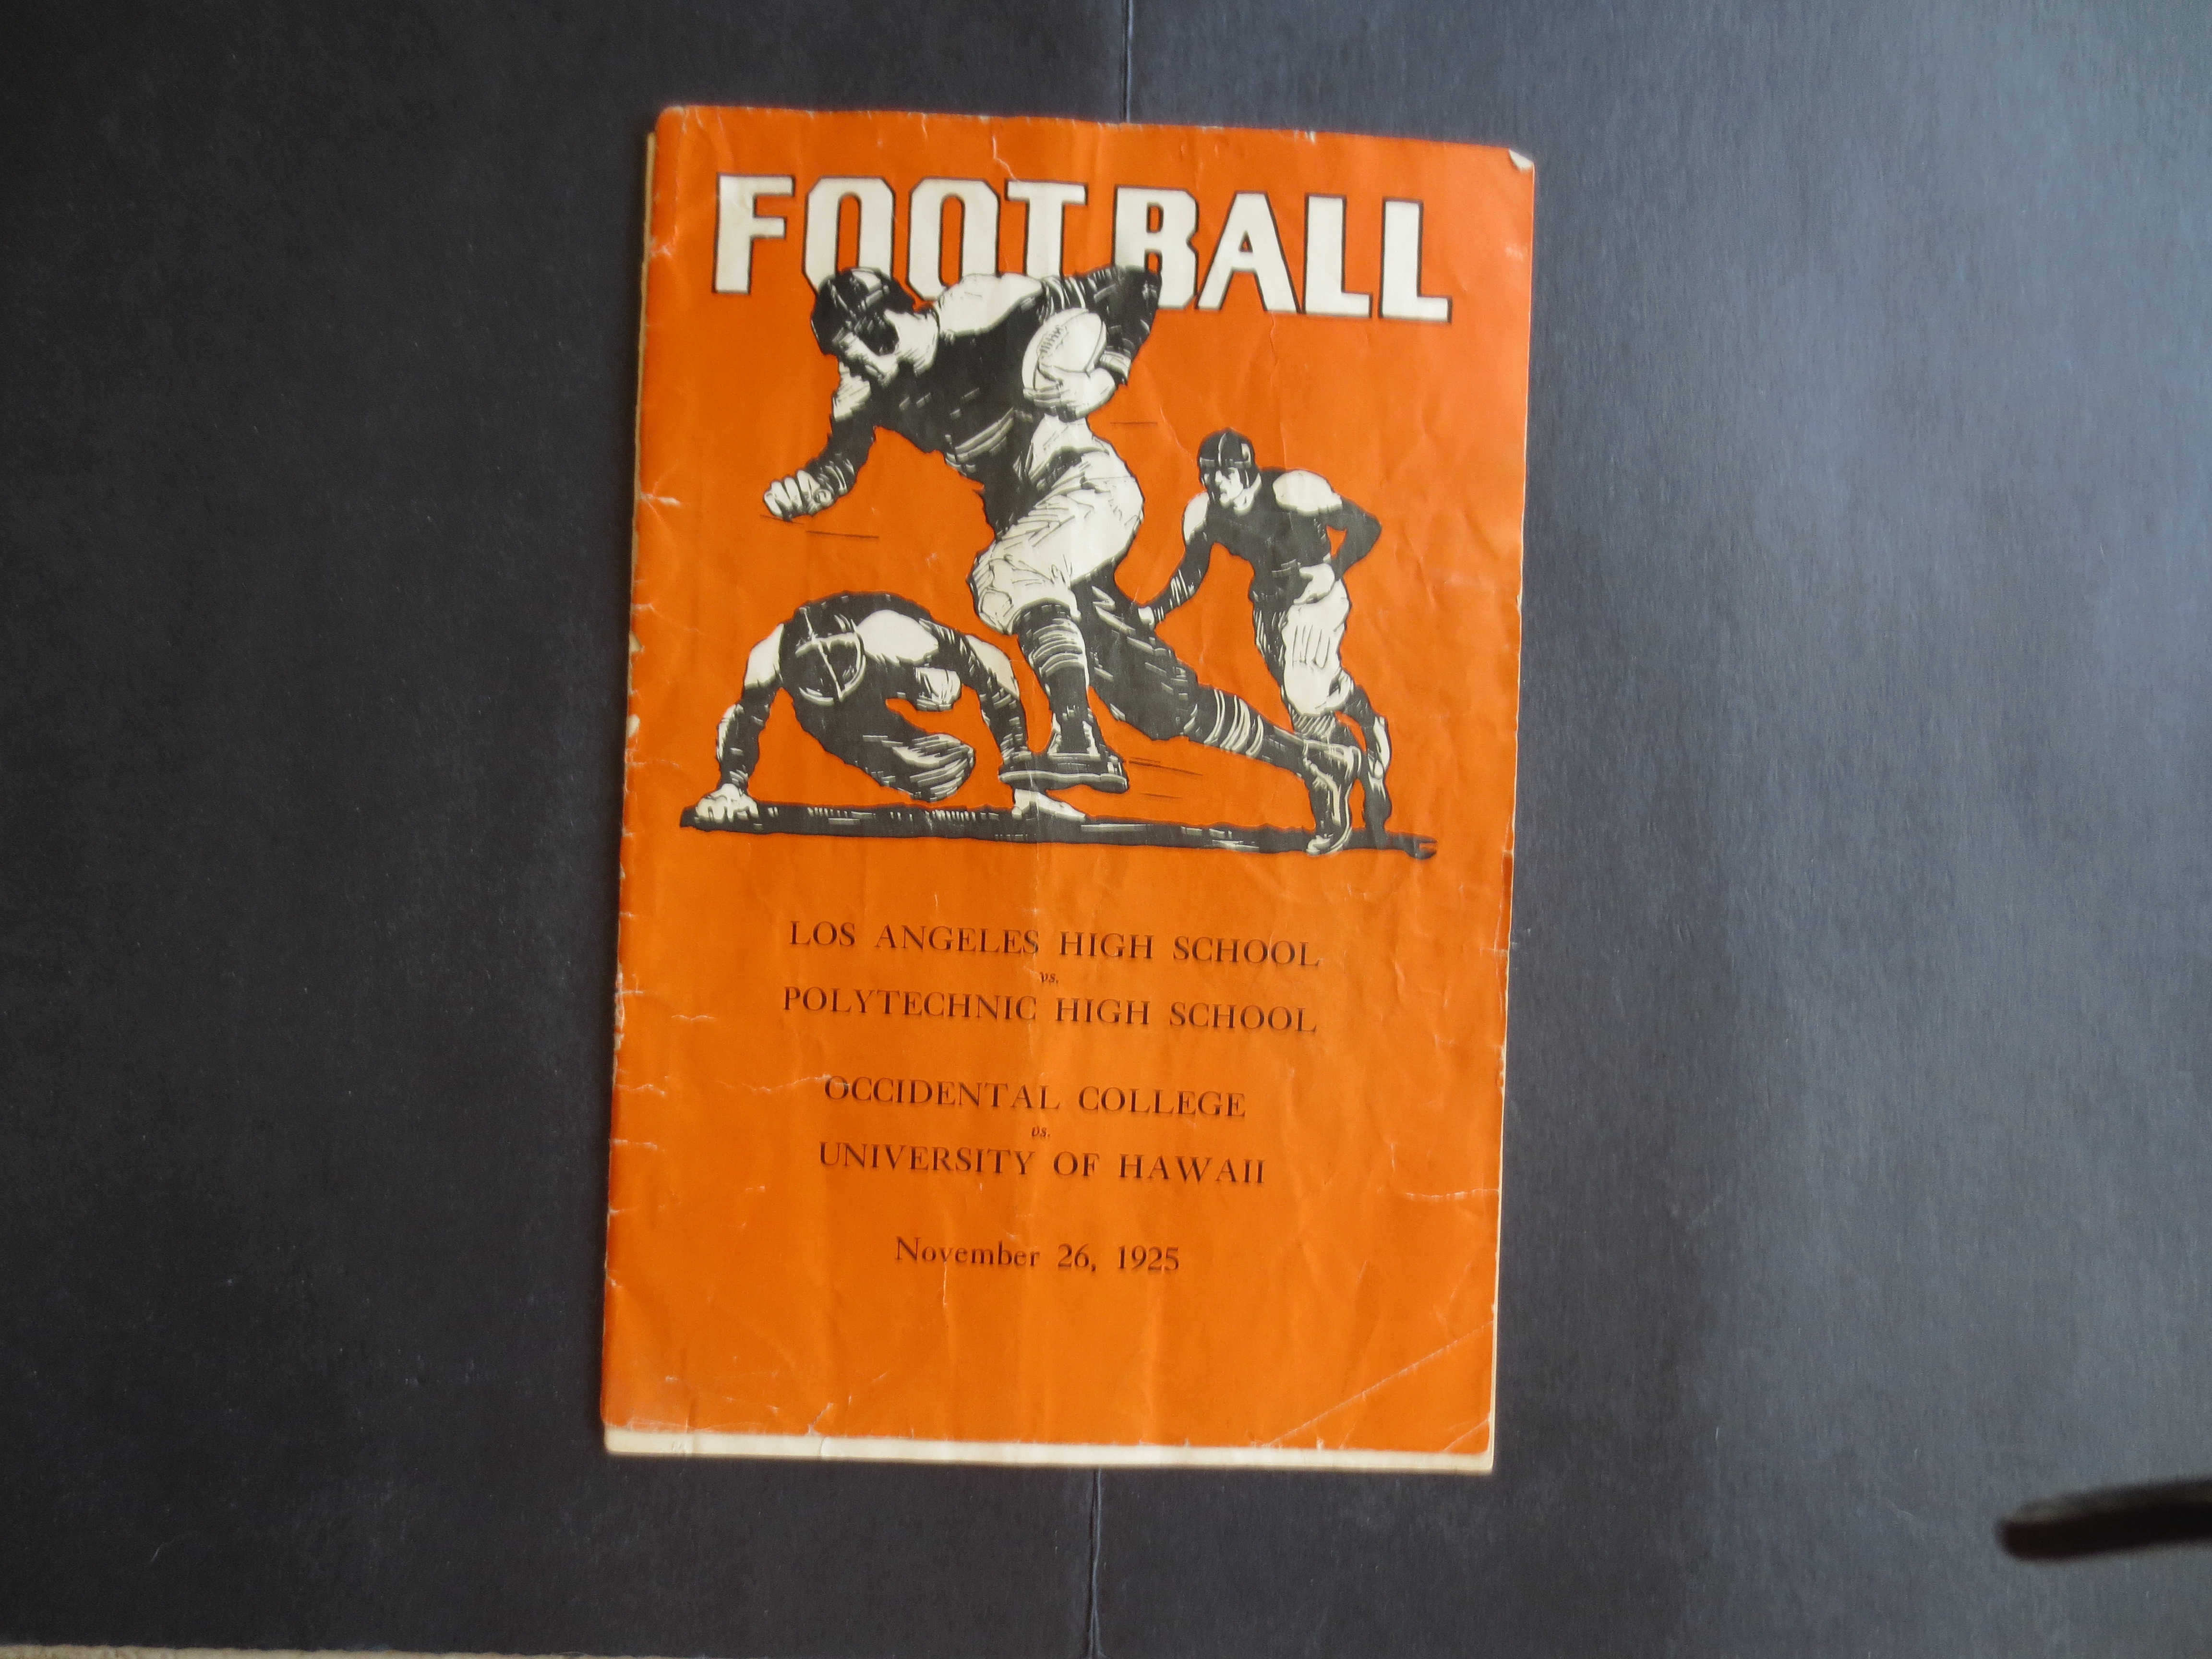 FOOTBALL
LOS ANGELES HIGH SCHOOL
vs.
POLYTECHNIC HIGH SCHOOL
OCCIDENTAL COLLEGE
vs.
UNIVERSITY OF HAWAII
November 26, 1925